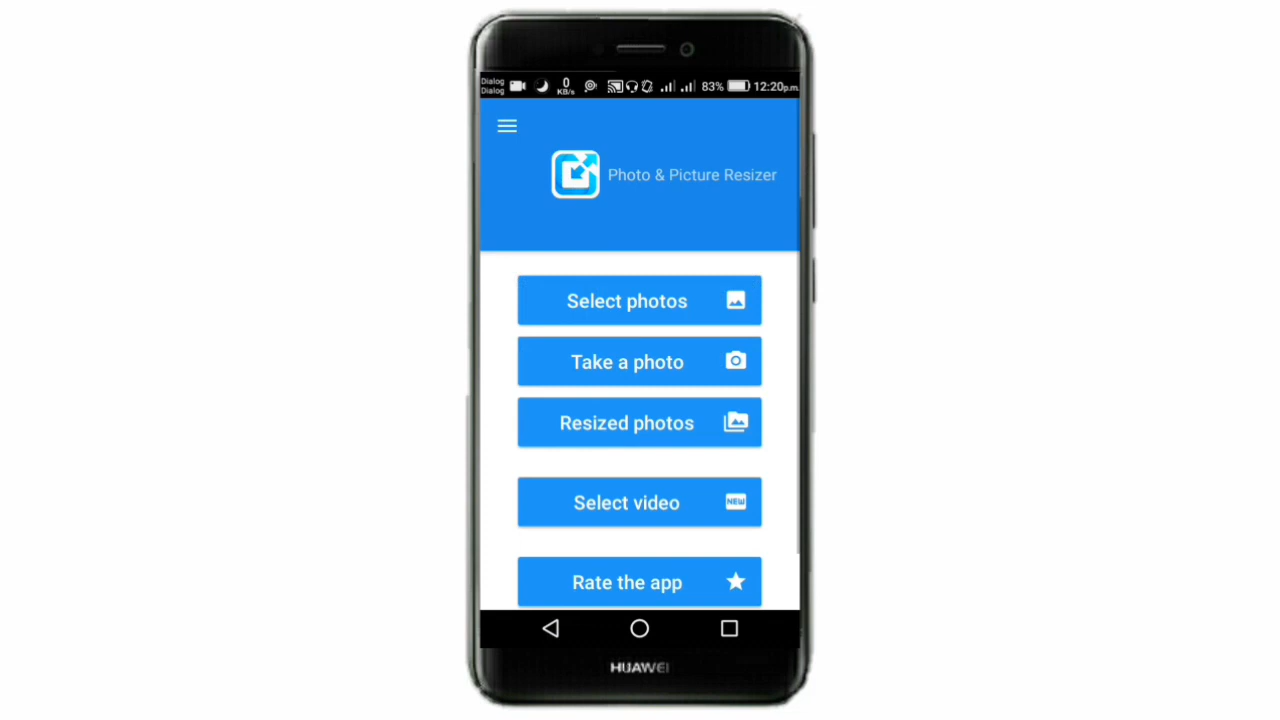 Dialog
Dialog
0
KB/s
83%
12:20p.m.
Photo & Picture Resizer
Select photos
Take a photo
Resized photos
Select video
NEW
Rate the app
HUAWEI